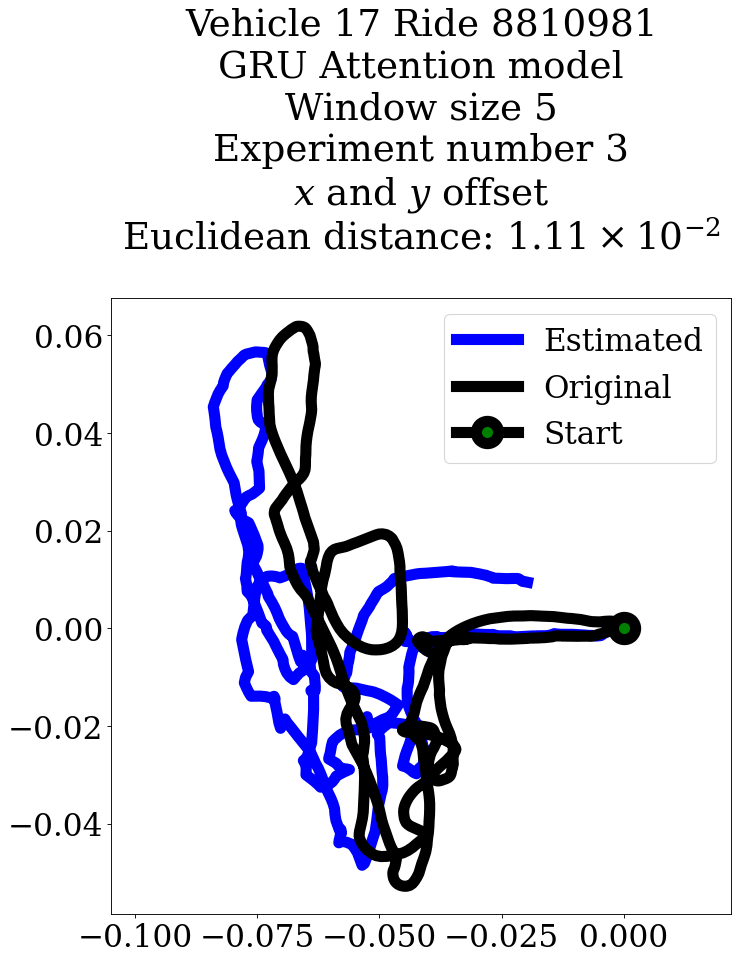 Vehicle 17 Ride 8810981
GRU Attention model
Window size 5
Experiment number 3
x and y offset
Euclidean distance: 1.11 × 10⁻²
Estimated
Original
Start
0.06
0.04
0.02
0.00
−0.02
−0.04
−0.100 −0.075 −0.050 −0.025 0.000